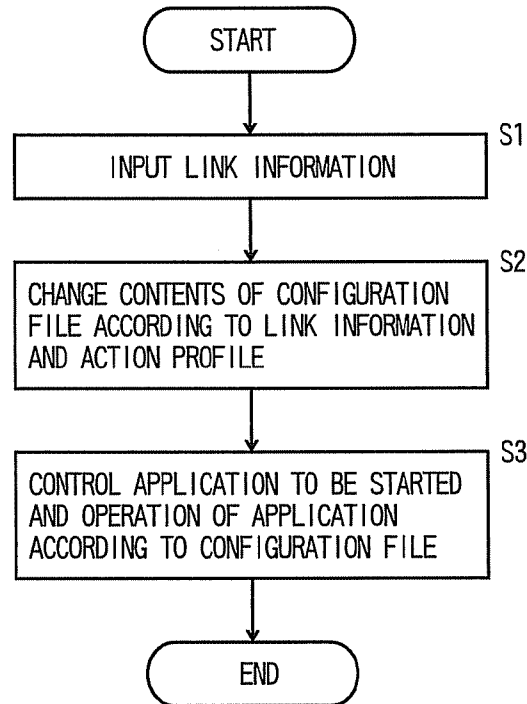 START
S1
INPUT LINK INFORMATION
S2
CHANGE CONTENTS OF CONFIGURATION
FILE ACCORDING TO LINK INFORMATION
AND ACTION PROFILE
S3
CONTROL APPLICATION TO BE STARTED
AND OPERATION OF APPLICATION
ACCORDING TO CONFIGURATION FILE
END